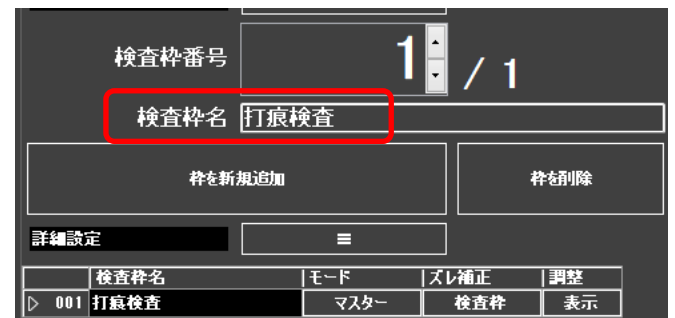 検査枠番号 1 / 1
検査枠名 打痕検査
枠を新規追加 枠を削除
詳細設定 ≡
検査枠名 モード ズレ補正 調整
001 打痕検査 マスター 検査枠 表示